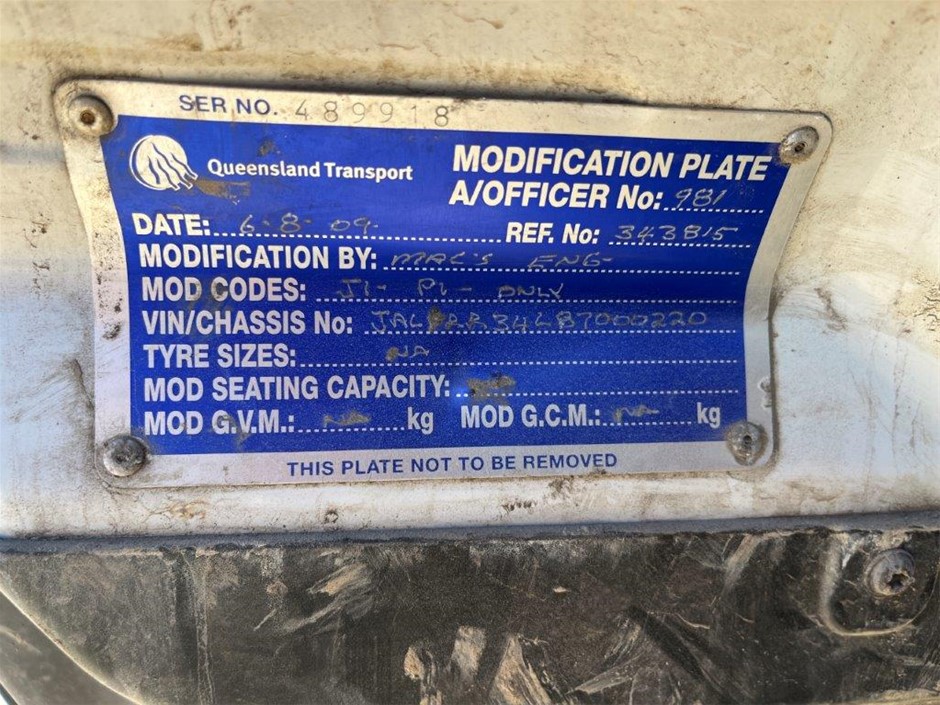 SER NO. 489918
Queensland Transport
MODIFICATION PLATE
A/OFFICER No: 981
DATE: 6-8-09. REF. No: 343815
MODIFICATION BY: MAC'S ENG-
MOD CODES: J1- P1- ONLY
VIN/CHASSIS No:
TYRE SIZES: NA
MOD SEATING CAPACITY:
MOD G.V.M.: NA kg MOD G.C.M.: NA kg
THIS PLATE NOT TO BE REMOVED